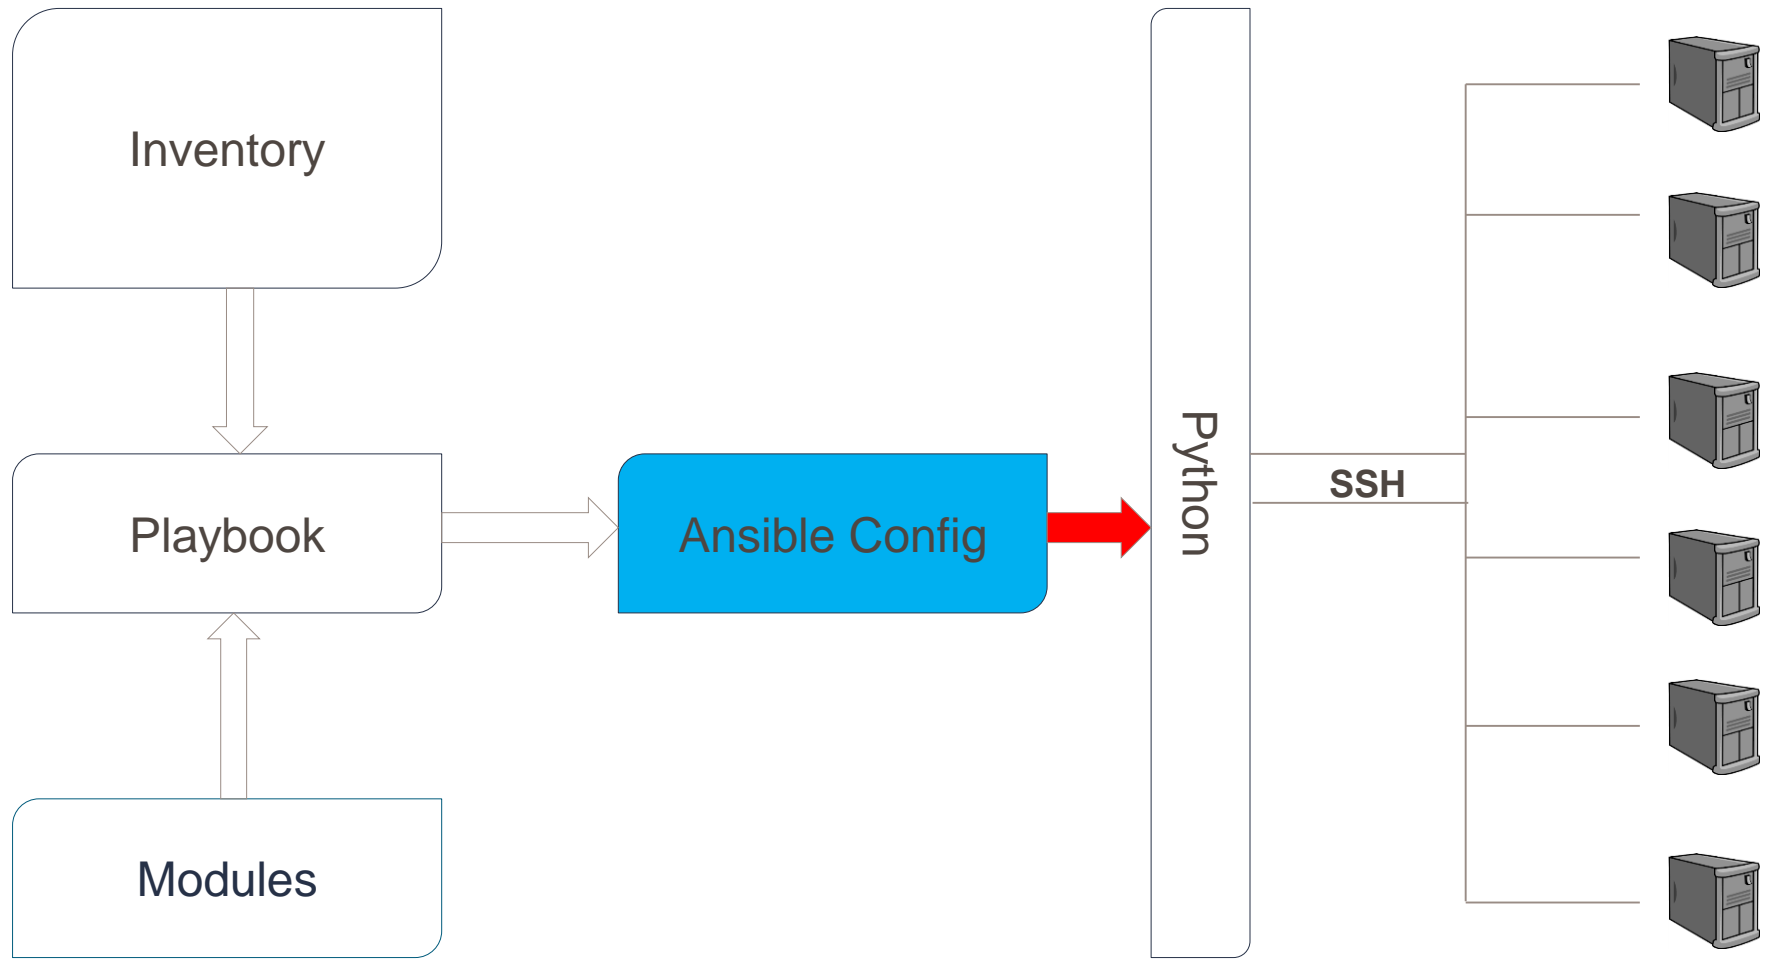 Inventory
Playbook
Ansible Config
Python
SSH
Modules